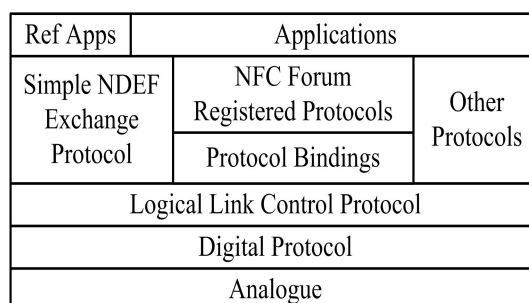 Ref Apps
Applications
Simple NDEF
Exchange
Protocol
NFC Forum
Registered Protocols
Protocol Bindings
Other
Protocols
Logical Link Control Protocol
Digital Protocol
Analogue